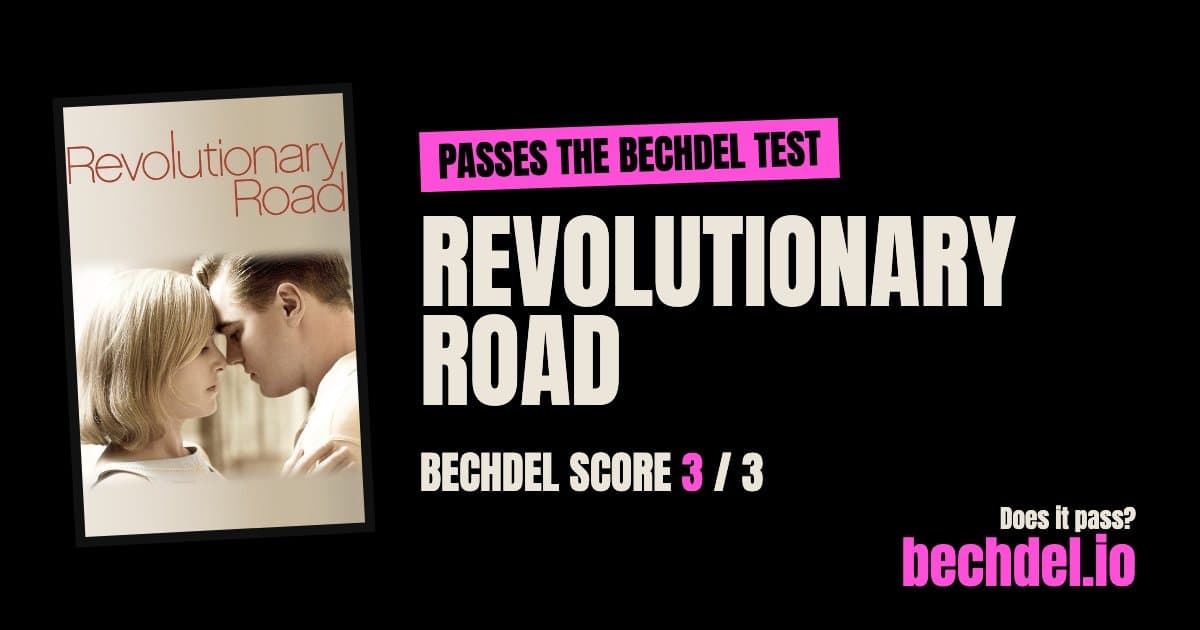 Revolutionary
Road
PASSES THE BECHDEL TEST
REVOLUTIONARY
ROAD
BECHDEL SCORE 3 / 3
Does it pass?
bechdel.io